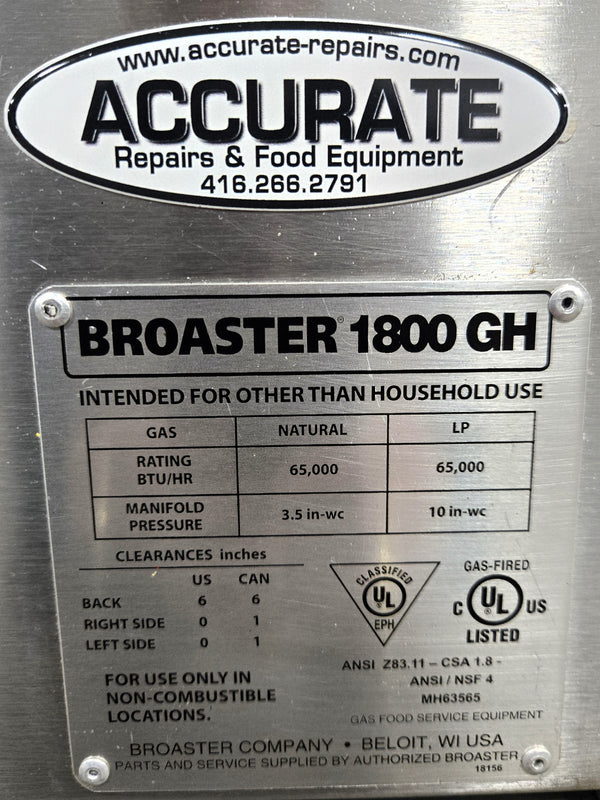 www.accurate-repairs.com
ACCURATE
Repairs & Food Equipment
416.266.2791
BROASTER® 1800 GH
INTENDED FOR OTHER THAN HOUSEHOLD USE
GAS NATURAL LP
RATING BTU/HR 65,000 65,000
MANIFOLD PRESSURE 3.5 in-wc 10 in-wc
CLEARANCES inches
US CAN
BACK 6 6
RIGHT SIDE 0 1
LEFT SIDE 0 1
FOR USE ONLY IN
NON-COMBUSTIBLE
LOCATIONS.
CLASSIFIED
UL
EPH
GAS-FIRED
C UL US
LISTED
ANSI Z83.11 – CSA 1.8 -
ANSI / NSF 4
MH63565
GAS FOOD SERVICE EQUIPMENT
BROASTER COMPANY • BELOIT, WI USA
PARTS AND SERVICE SUPPLIED BY AUTHORIZED BROASTER
18156